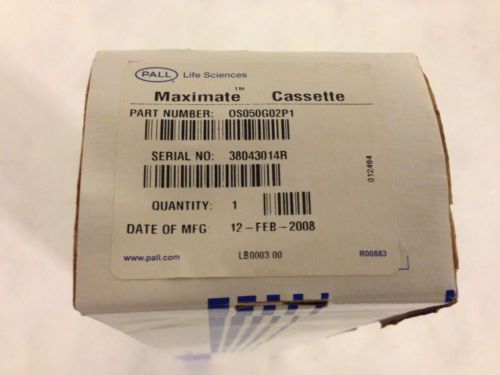 PALL Life Sciences
Maximate™ Cassette
PART NUMBER: OS050G02P1
SERIAL NO: 38043014R
012494
QUANTITY: 1
DATE OF MFG: 12-FEB-2008
www.pall.com LB0003 00 R00883